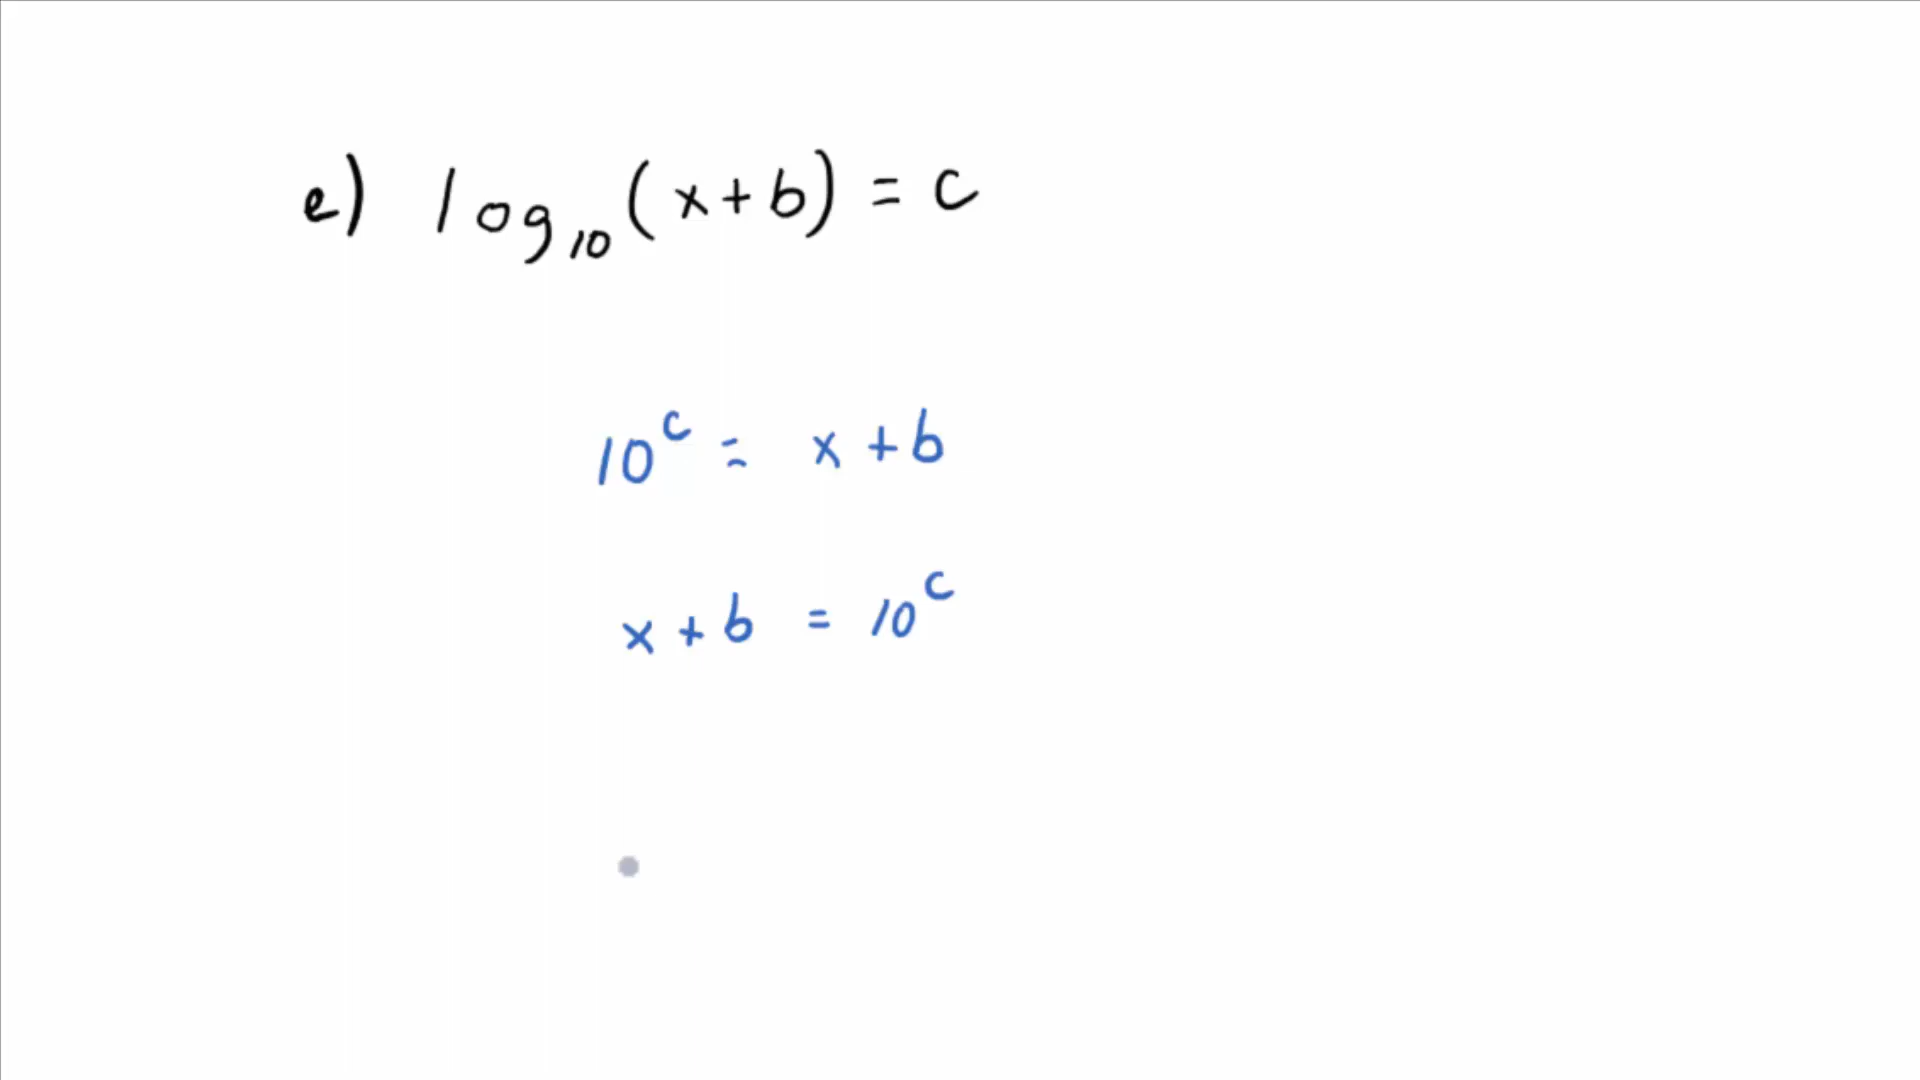 e) log₁₀(x+b) = c
10ᶜ = x + b
x + b = 10ᶜ